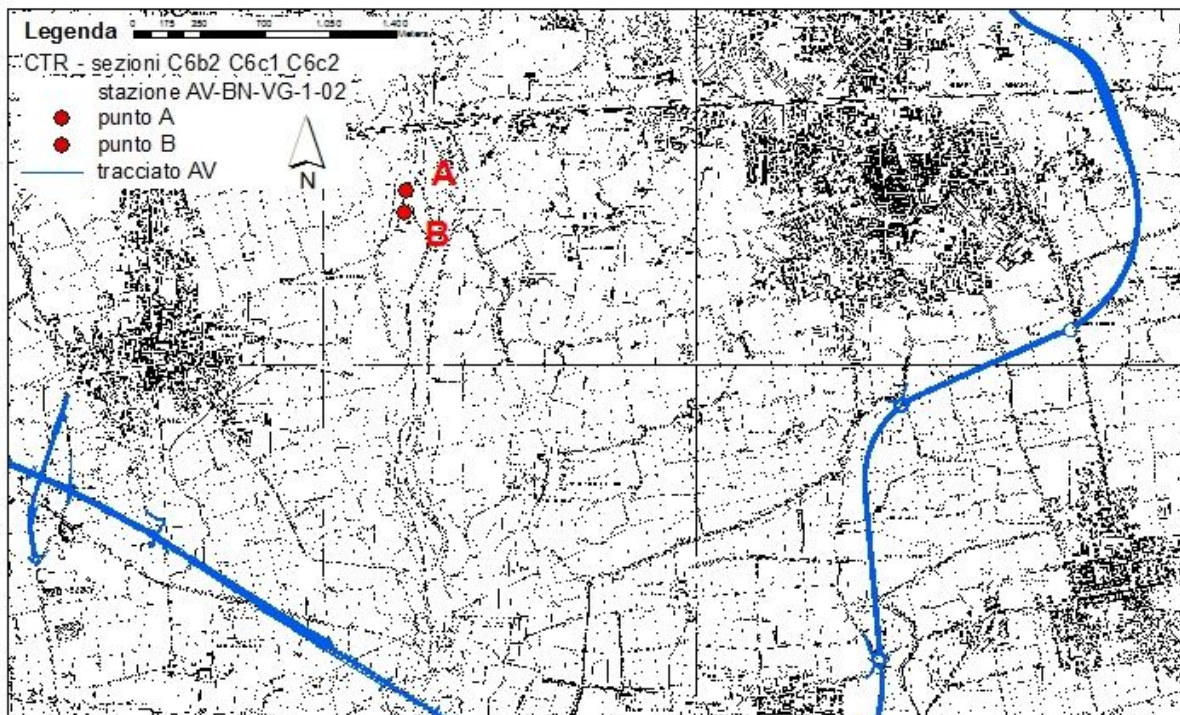 Legenda
0 175 350 700 1.050 1.400
Meters
CTR - sezioni C6b2 C6c1 C6c2
stazione AV-BN-VG-1-02
punto A
punto B
tracciato AV
N
A
B